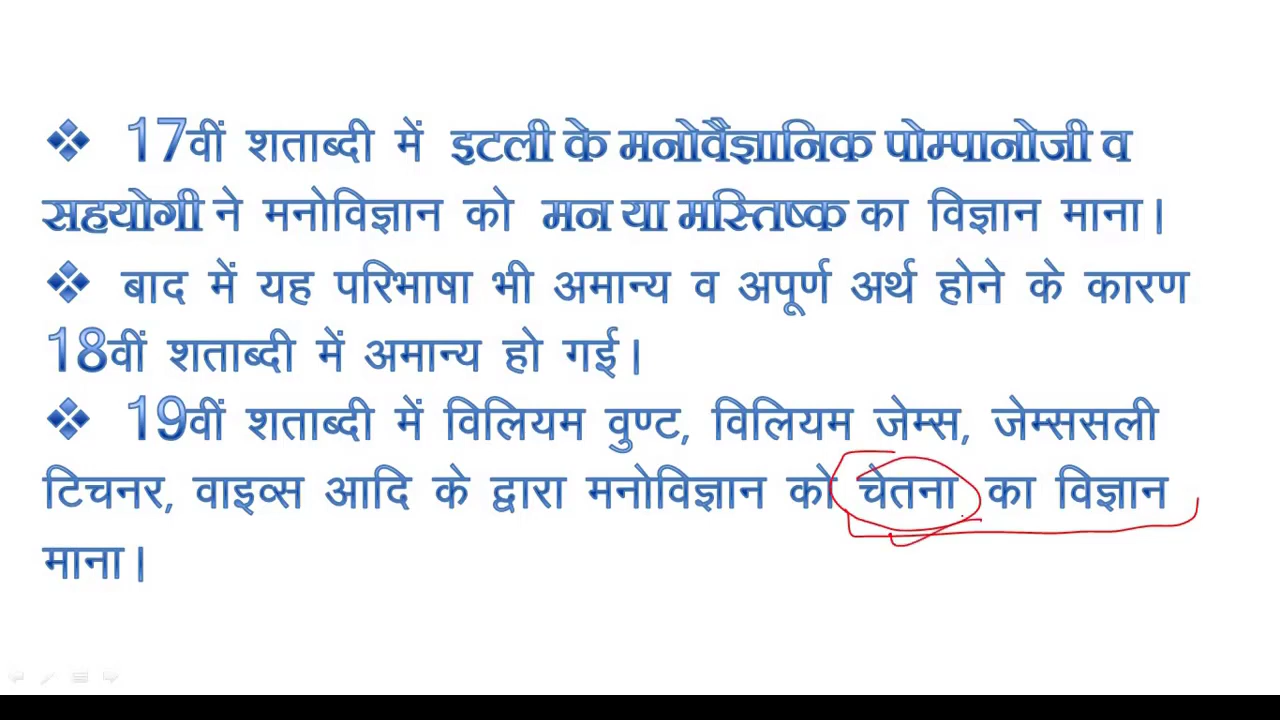 ❖ 17वीं शताब्दी में इटली के मनोवैज्ञानिक पोम्पानोजी व
सहयोगी ने मनोविज्ञान को मन या मस्तिष्क का विज्ञान माना।
❖ बाद में यह परिभाषा भी अमान्य व अपूर्ण अर्थ होने के कारण
18वीं शताब्दी में अमान्य हो गई।
❖ 19वीं शताब्दी में विलियम वुण्ट, विलियम जेम्स, जेम्ससली
टिचनर, वाइव्स आदि के द्वारा मनोविज्ञान को चेतना का विज्ञान
माना।